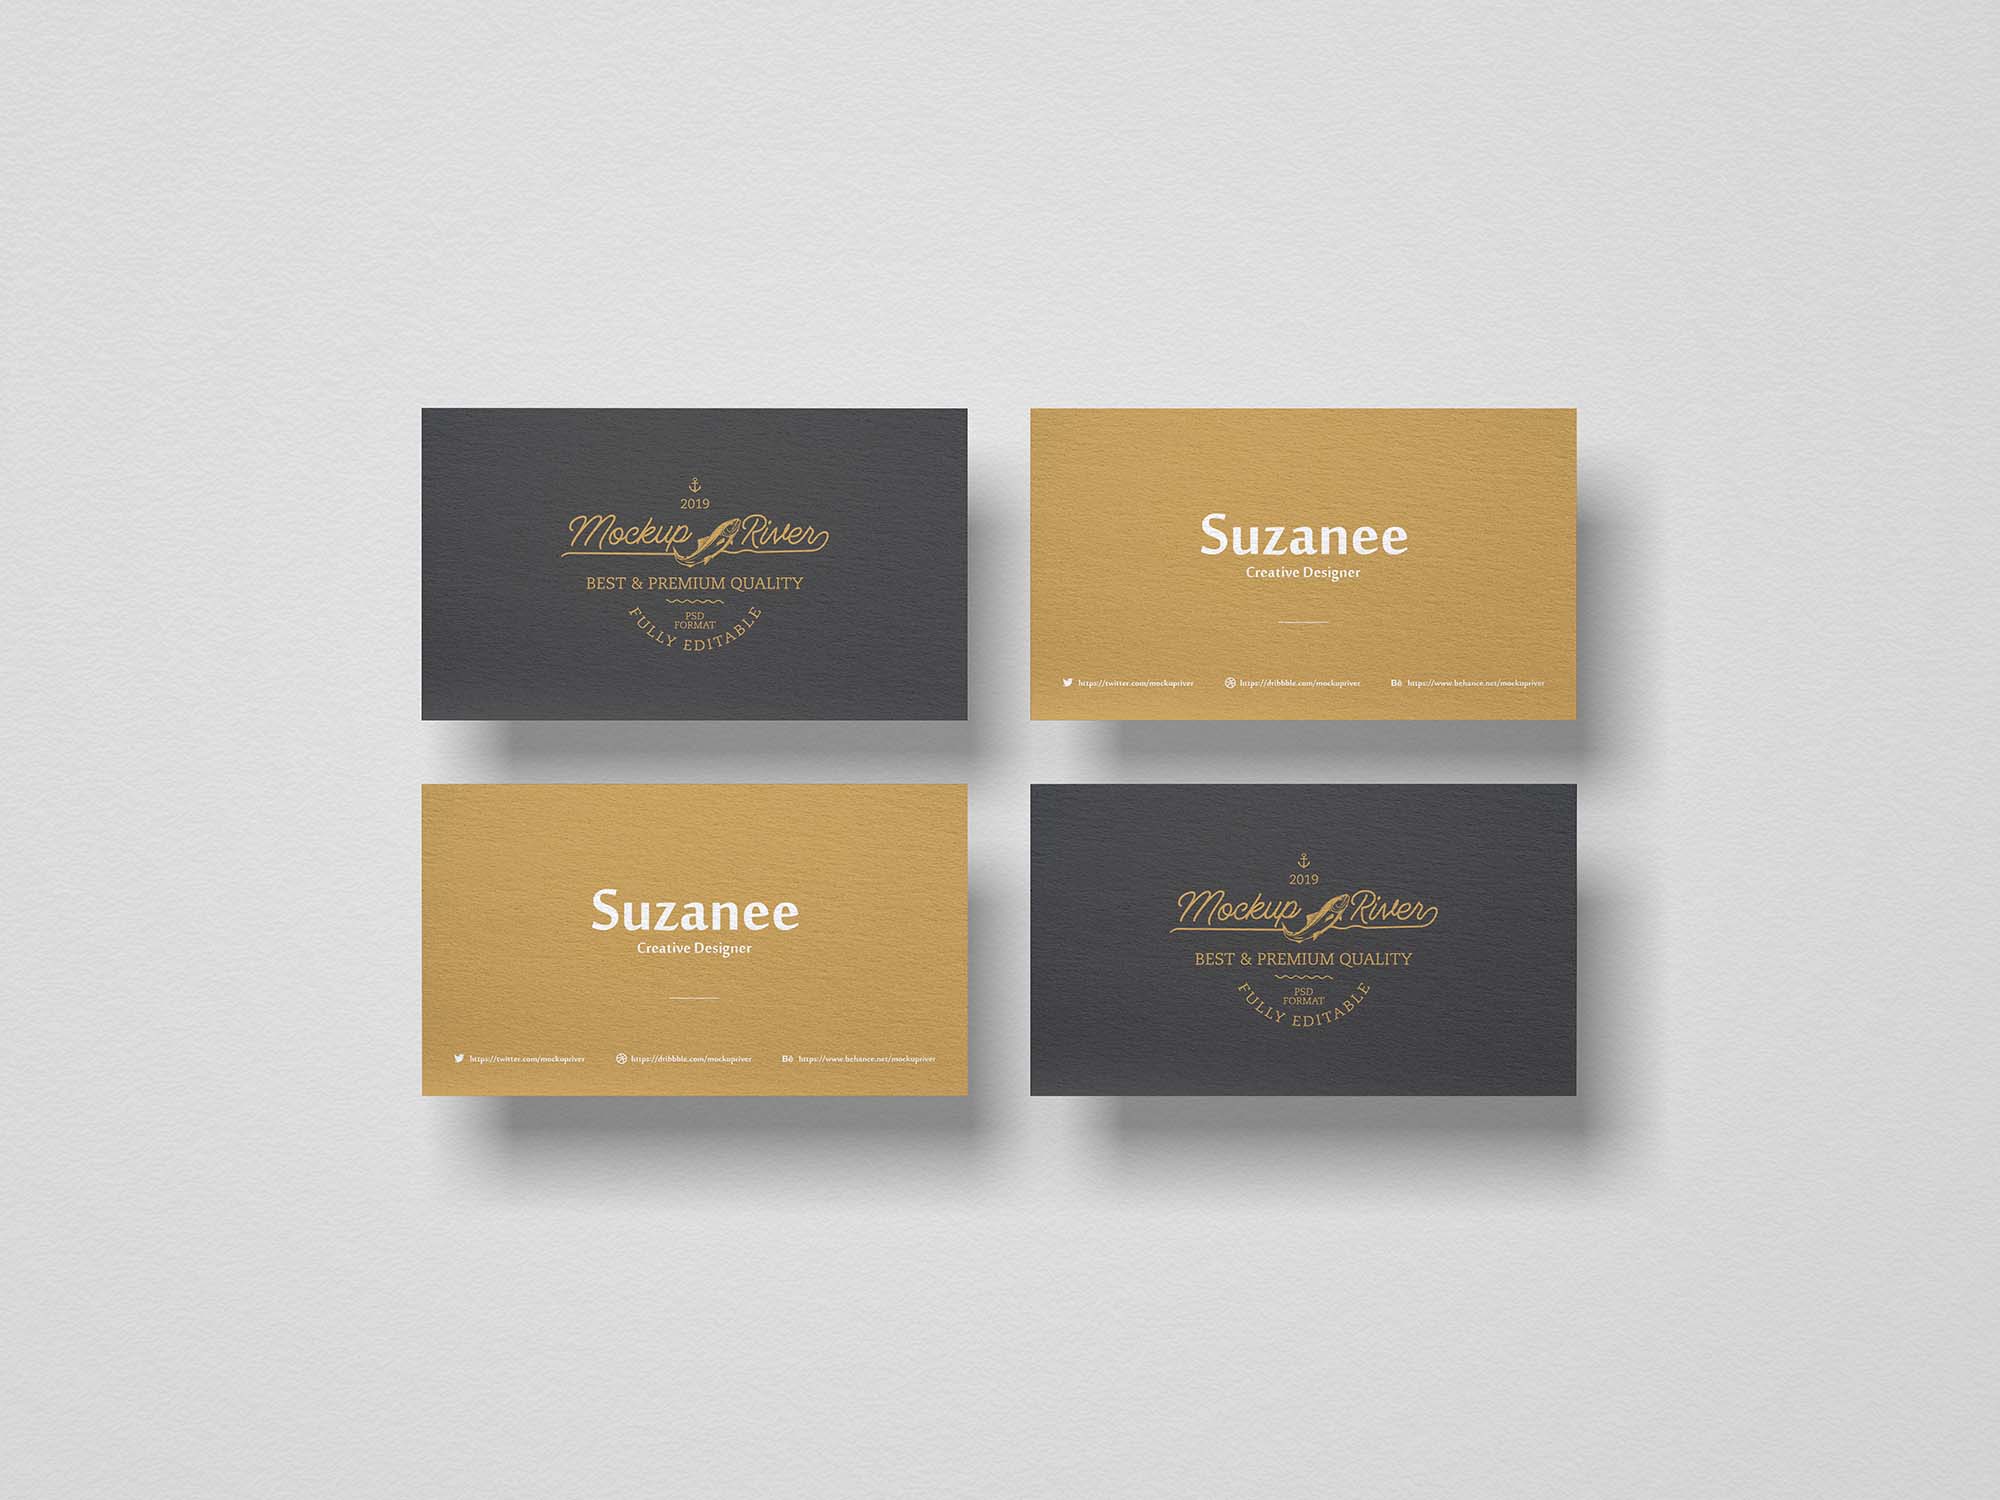 2019
Mockup River
BEST & PREMIUM QUALITY
PSD
FORMAT
FULLY EDITABLE
Suzanee
Creative Designer
https://twitter.com/mockupriver
https://dribbble.com/mockupriver
Bē https://www.behance.net/mockupriver
Suzanee
Creative Designer
https://twitter.com/mockupriver
https://dribbble.com/mockupriver
Bē https://www.behance.net/mockupriver
2019
Mockup River
BEST & PREMIUM QUALITY
PSD
FORMAT
FULLY EDITABLE